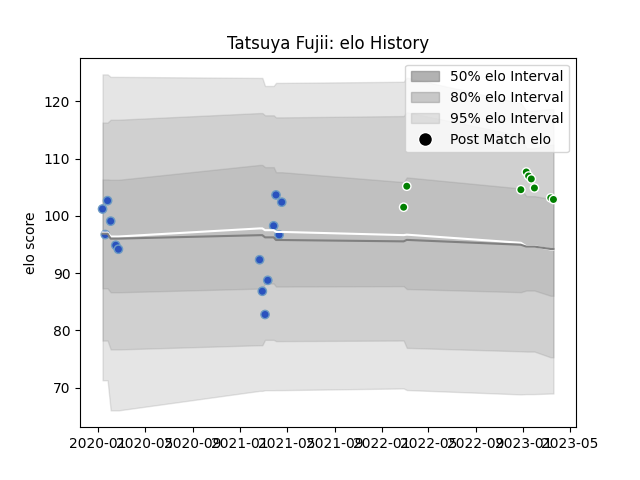 Tatsuya Fujii: elo History
50% elo Interval
80% elo Interval
95% elo Interval
Post Match elo
elo score
120
110
100
90
80
70
2020-01 2020-05 2020-09 2021-01 2021-05 2021-09 2022-01 2022-05 2022-09 2023-01 2023-05